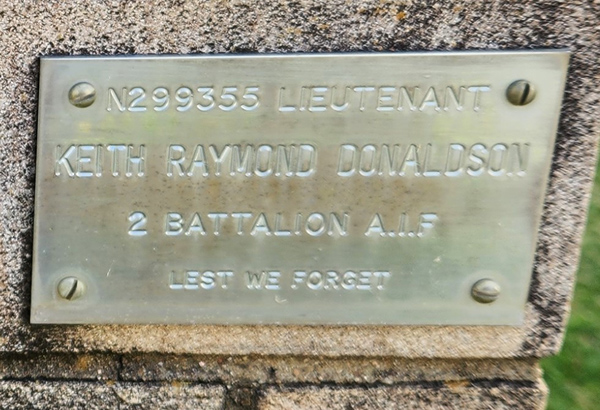 N299355 LIEUTENANT
KEITH RAYMOND DONALDSON
2 BATTALION A.I.F
LEST WE FORGET